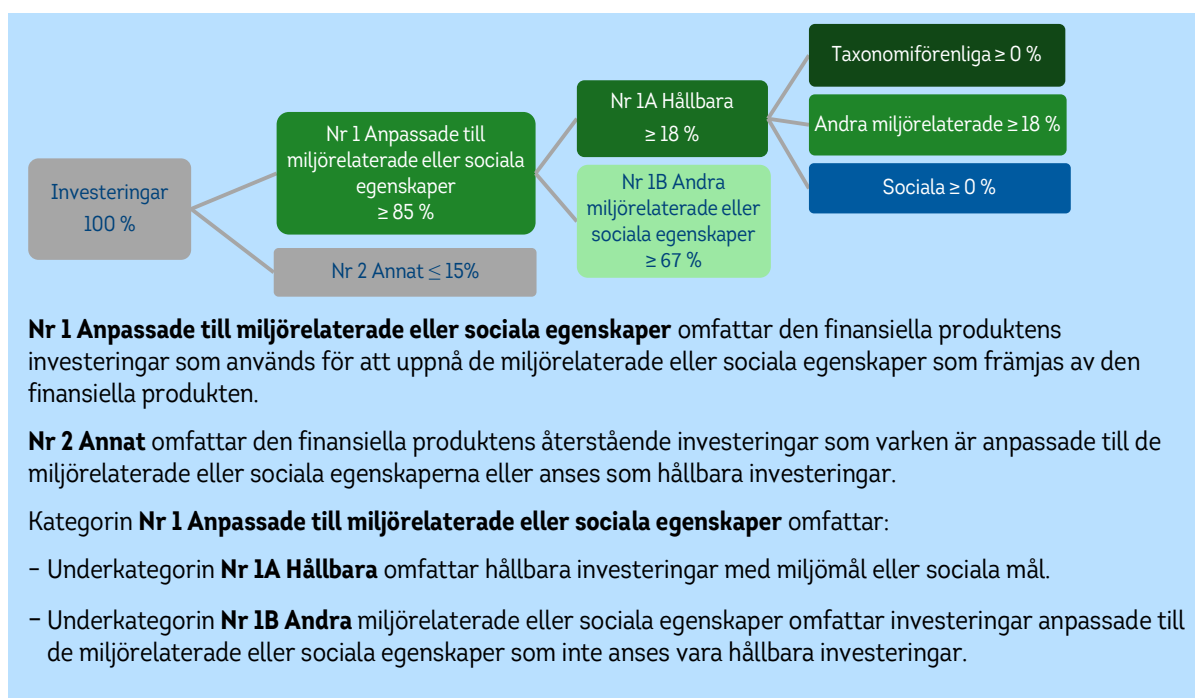 Investeringar
100 %
Nr 1 Anpassade till
miljörelaterade eller sociala
egenskaper
≥ 85 %
Nr 2 Annat ≤ 15%
Nr 1A Hållbara
≥ 18 %
Nr 1B Andra
miljörelaterade eller
sociala egenskaper
≥ 67 %
Taxonomiförenliga ≥ 0 %
Andra miljörelaterade ≥ 18 %
Sociala ≥ 0 %
Nr 1 Anpassade till miljörelaterade eller sociala egenskaper omfattar den finansiella produktens
investeringar som används för att uppnå de miljörelaterade eller sociala egenskaper som främjas av den
finansiella produkten.
Nr 2 Annat omfattar den finansiella produktens återstående investeringar som varken är anpassade till de
miljörelaterade eller sociala egenskaperna eller anses som hållbara investeringar.
Kategorin Nr 1 Anpassade till miljörelaterade eller sociala egenskaper omfattar:
– Underkategorin Nr 1A Hållbara omfattar hållbara investeringar med miljömål eller sociala mål.
– Underkategorin Nr 1B Andra miljörelaterade eller sociala egenskaper omfattar investeringar anpassade till
de miljörelaterade eller sociala egenskaper som inte anses vara hållbara investeringar.